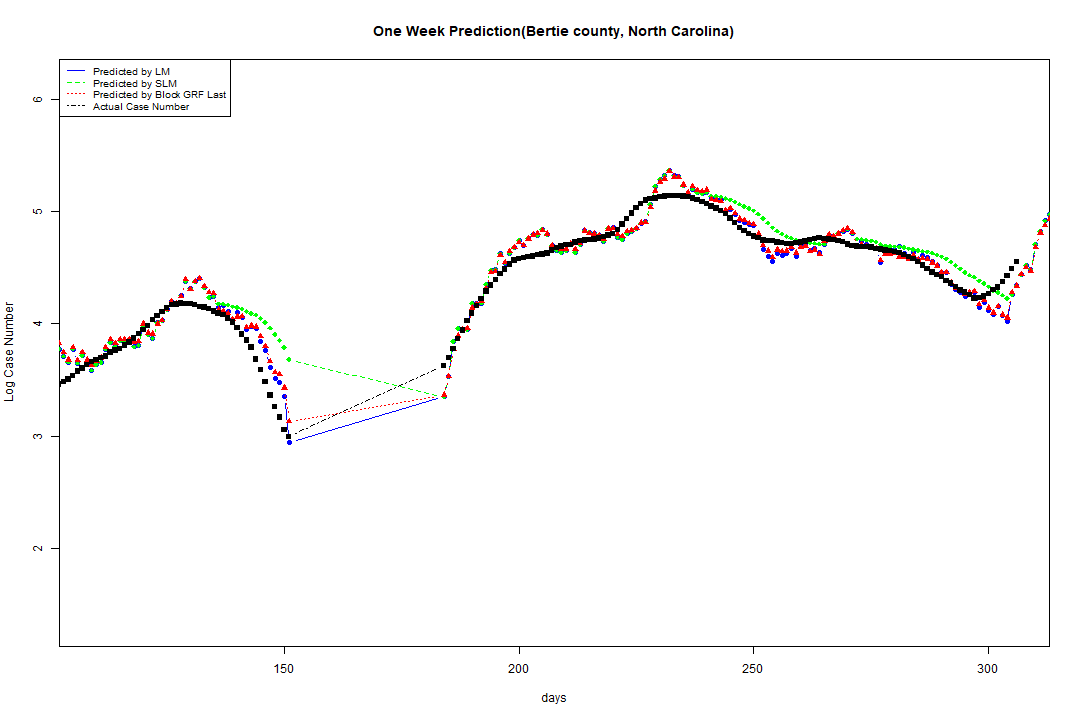 One Week Prediction(Bertie county, North Carolina)
Predicted by LM
Predicted by SLM
Predicted by Block GRF Last
Actual Case Number
6
5
4
3
2
Log Case Number
150 200 250 300
days